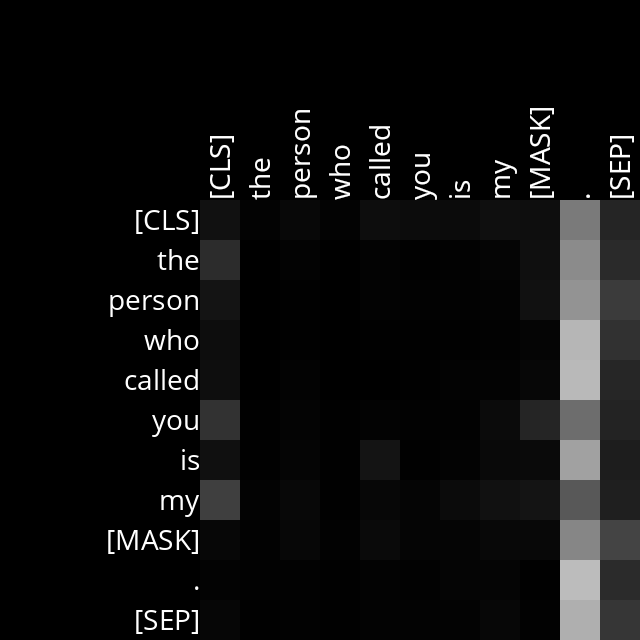 [CLS] the person who called you is my [MASK] . [SEP]
[CLS]
the
person
who
called
you
is
my
[MASK]
.
[SEP]